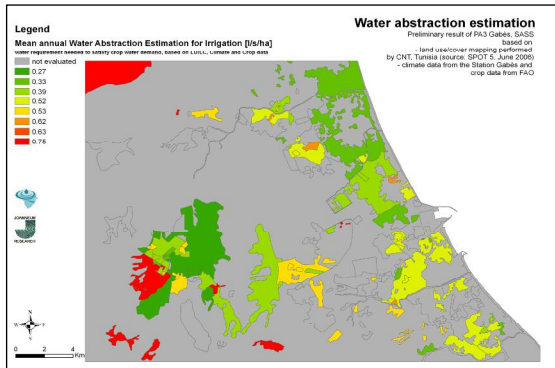 Water abstraction estimation
Preliminary result of PA3 Gabès, SASS
based on
- land use/cover mapping performed
by CNT, Tunisia (source: SPOT 5, June 2006)
- climate data from the Station Gabès and
crop data from FAO
Legend
Mean annual Water Abstraction Estimation for Irrigation [l/s/ha]
Water requirement needed to satisfy crop water demand, based on LU/LC, Climate and Crop data
not evaluated
0.27
0.33
0.39
0.52
0.53
0.62
0.63
0.78
JOANNEUM
RESEARCH
N
W
E
S
0 2 4
Km